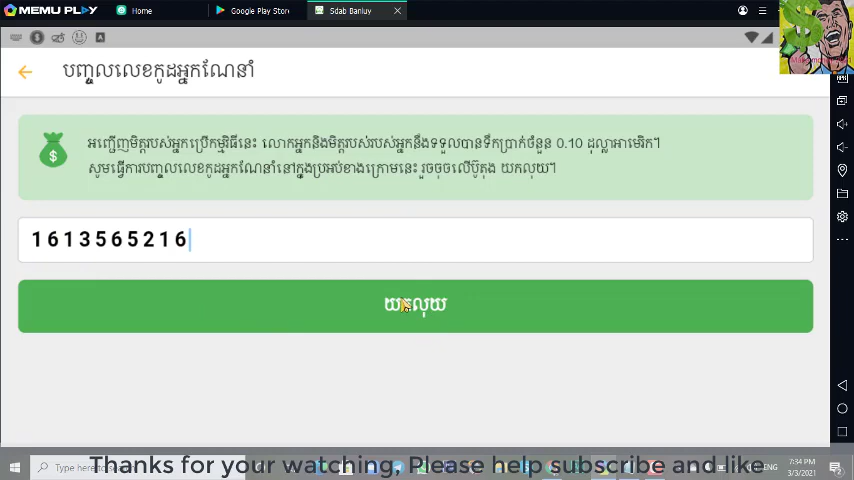 MEMU PLAY
Home
Google Play Store
Sdab Banluy
បញ្ចូលលេខកូដអ្នកណែនាំ
អញ្ជើញមិត្តរបស់អ្នកប្រើកម្មវិធីនេះ លោកអ្នកនិងមិត្តរបស់របស់អ្នកនឹងទទួលបានទឹកប្រាក់ចំនួន 0.10 ដុល្លាអាមេរិក។
សូមធ្វើការបញ្ចូលលេខកូដអ្នកណែនាំនៅក្នុងប្រអប់ខាងក្រោមនេះ រួចចុចលើប៊ូតុង យកលុយ។
1613565216
យកលុយ
Type here to
ENG
7:34 PM
3/3/2021
Thanks for your watching, Please help subscribe and like